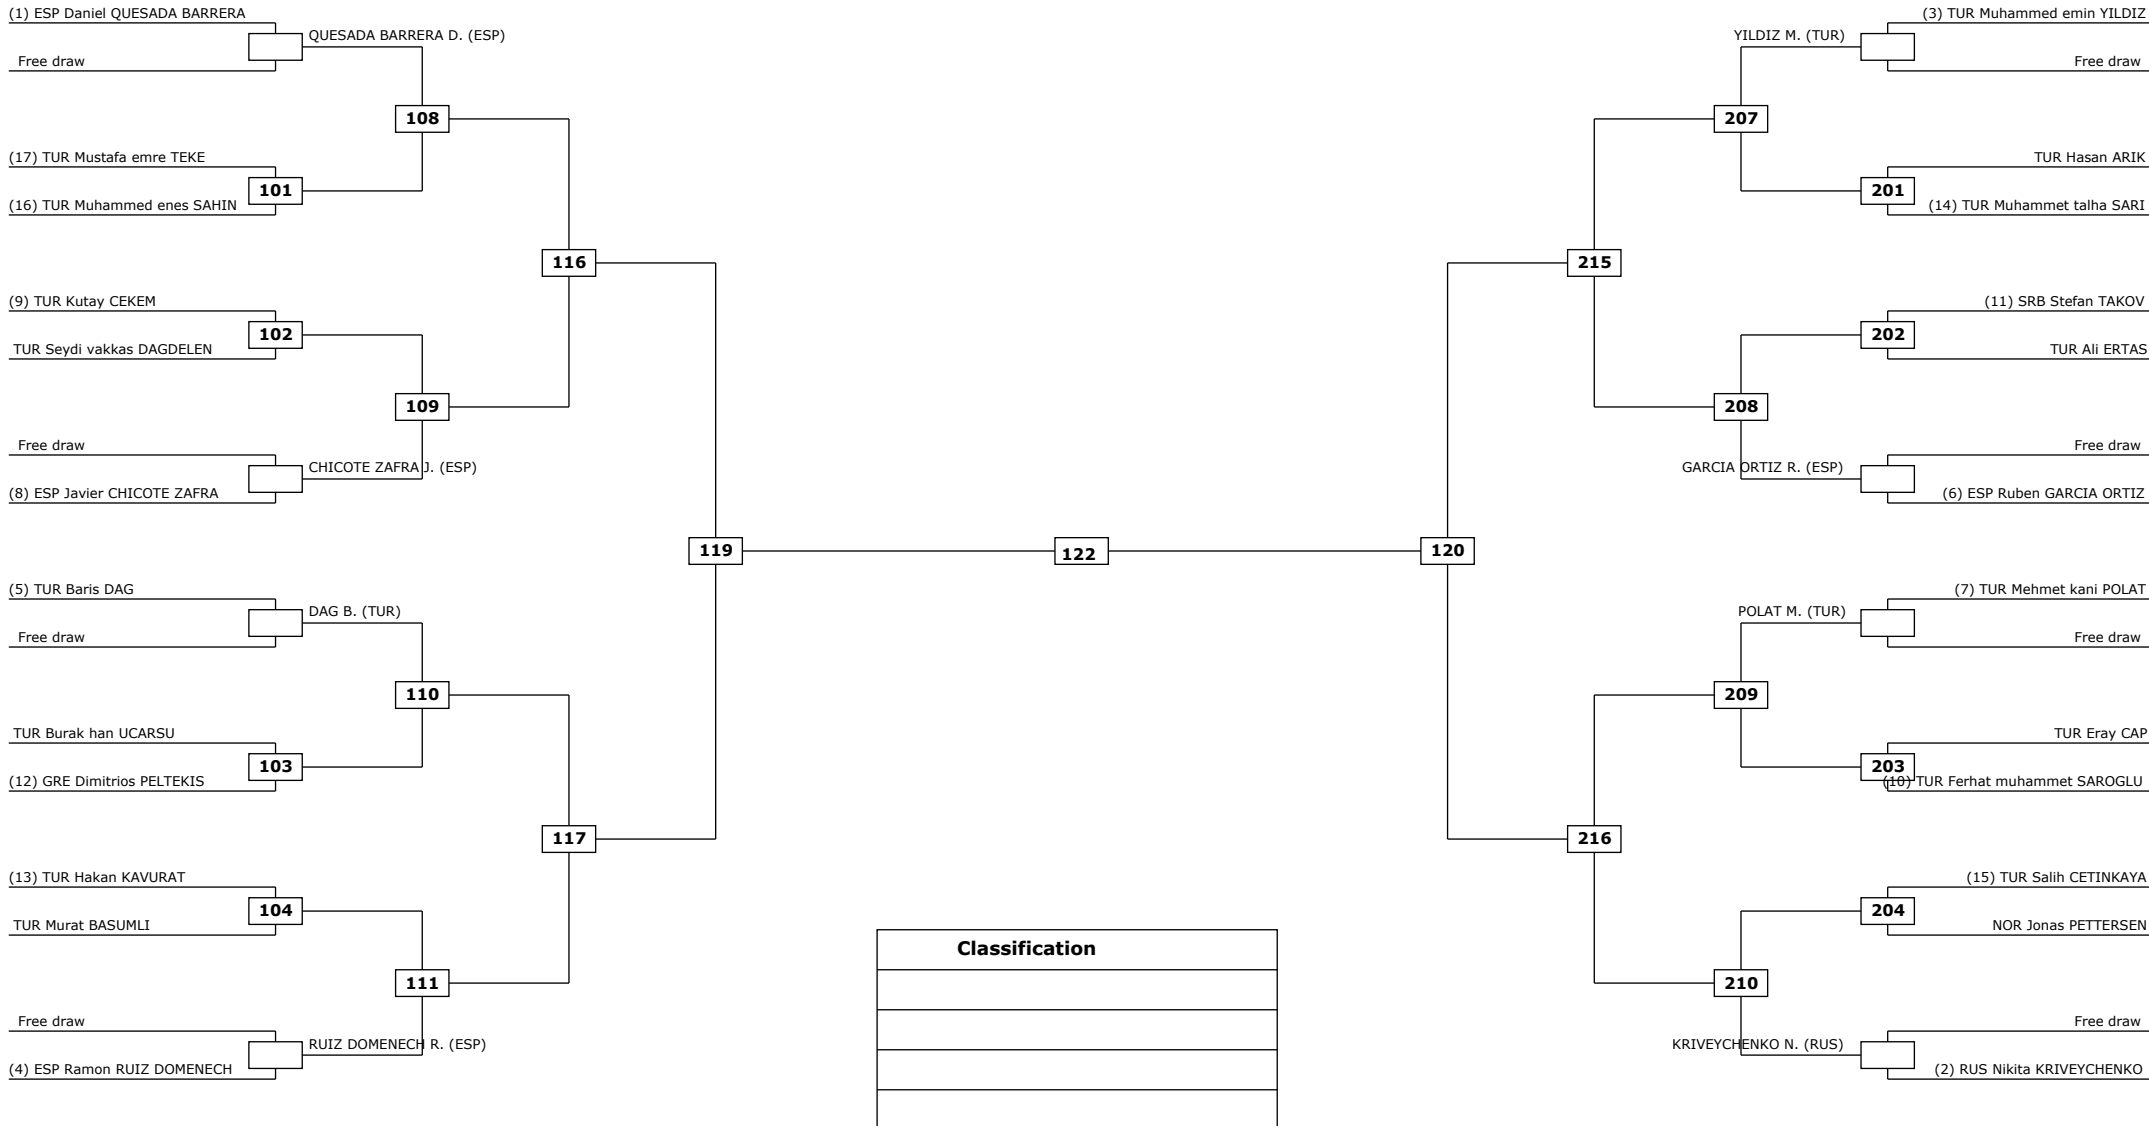 (1) ESP Daniel QUESADA BARRERA
QUESADA BARRERA D. (ESP)
Free draw
108
(17) TUR Mustafa emre TEKE
101
(16) TUR Muhammed enes SAHIN
116
(9) TUR Kutay CEKEM
102
TUR Seydi vakkas DAGDELEN
109
Free draw
CHICOTE ZAFRA J. (ESP)
(8) ESP Javier CHICOTE ZAFRA
119
(5) TUR Baris DAG
DAG B. (TUR)
Free draw
110
TUR Burak han UCARSU
103
(12) GRE Dimitrios PELTEKIS
117
(13) TUR Hakan KAVURAT
104
TUR Murat BASUMLI
111
Free draw
RUIZ DOMENECH R. (ESP)
(4) ESP Ramon RUIZ DOMENECH
122
Classification
(3) TUR Muhammed emin YILDIZ
YILDIZ M. (TUR)
Free draw
207
TUR Hasan ARIK
201
(14) TUR Muhammet talha SARI
215
(11) SRB Stefan TAKOV
202
TUR Ali ERTAS
208
Free draw
GARCIA ORTIZ R. (ESP)
(6) ESP Ruben GARCIA ORTIZ
120
(7) TUR Mehmet kani POLAT
POLAT M. (TUR)
Free draw
209
TUR Eray CAP
203
(10) TUR Ferhat muhammet SAROGLU
216
(15) TUR Salih CETINKAYA
204
NOR Jonas PETTERSEN
210
Free draw
KRIVEYCHENKO N. (RUS)
(2) RUS Nikita KRIVEYCHENKO